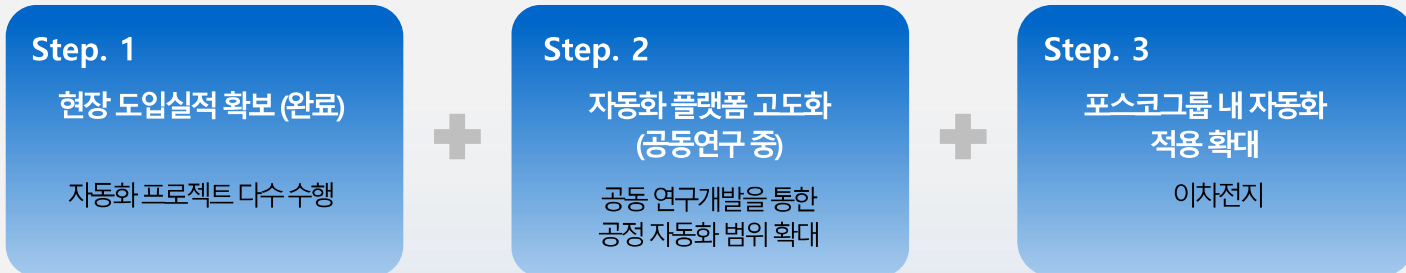 Step. 1
현장 도입실적 확보 (완료)
자동화 프로젝트 다수 수행
Step. 2
자동화 플랫폼 고도화
(공동연구 중)
공동 연구개발을 통한
공정 자동화 범위 확대
Step. 3
포스코그룹 내 자동화
적용 확대
이차전지